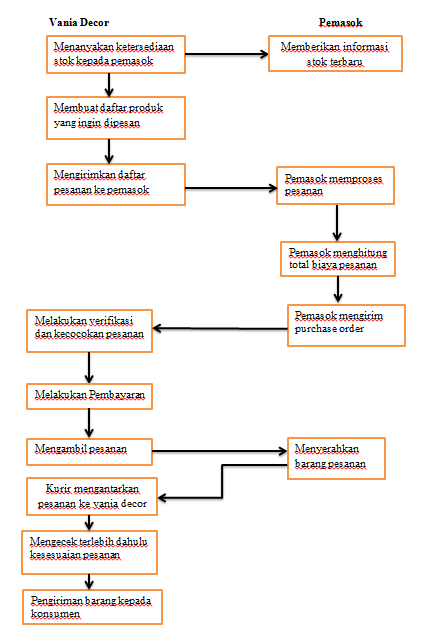 Vania Decor
Pemasok
Menanyakan ketersediaan
stok kepada pemasok
Memberikan informasi
stok terbaru
Membuat daftar produk
yang ingin dipesan
Mengirimkan daftar
pesanan ke pemasok
Pemasok memproses
pesanan
Pemasok menghitung
total biaya pesanan
Pemasok mengirim
purchase order
Melakukan verifikasi
dan kecocokan pesanan
Melakukan Pembayaran
Mengambil pesanan
Menyerahkan
barang pesanan
Kurir mengantarkan
pesanan ke vania decor
Mengecek terlebih dahulu
kesesuaian pesanan
Pengiriman barang kepada
konsumen